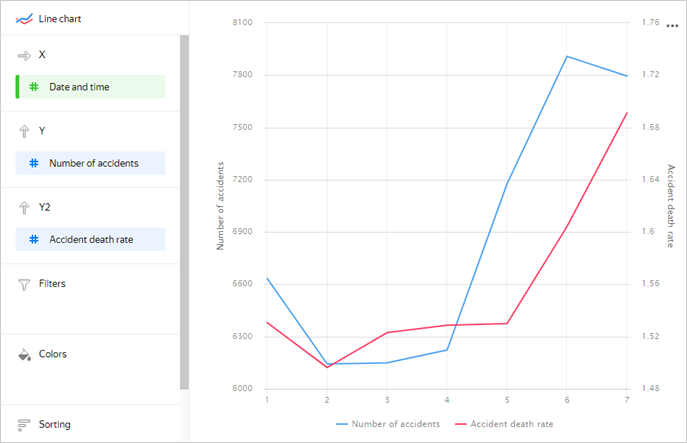 Line chart
X
Date and time
Y
Number of accidents
Y2
Accident death rate
Filters
Colors
Sorting
8100
7800
7500
7200
6900
6600
6300
6000
Number of accidents
1.76
1.72
1.68
1.64
1.6
1.56
1.52
1.48
Accident death rate
1 2 3 4 5 6 7
Number of accidents Accident death rate